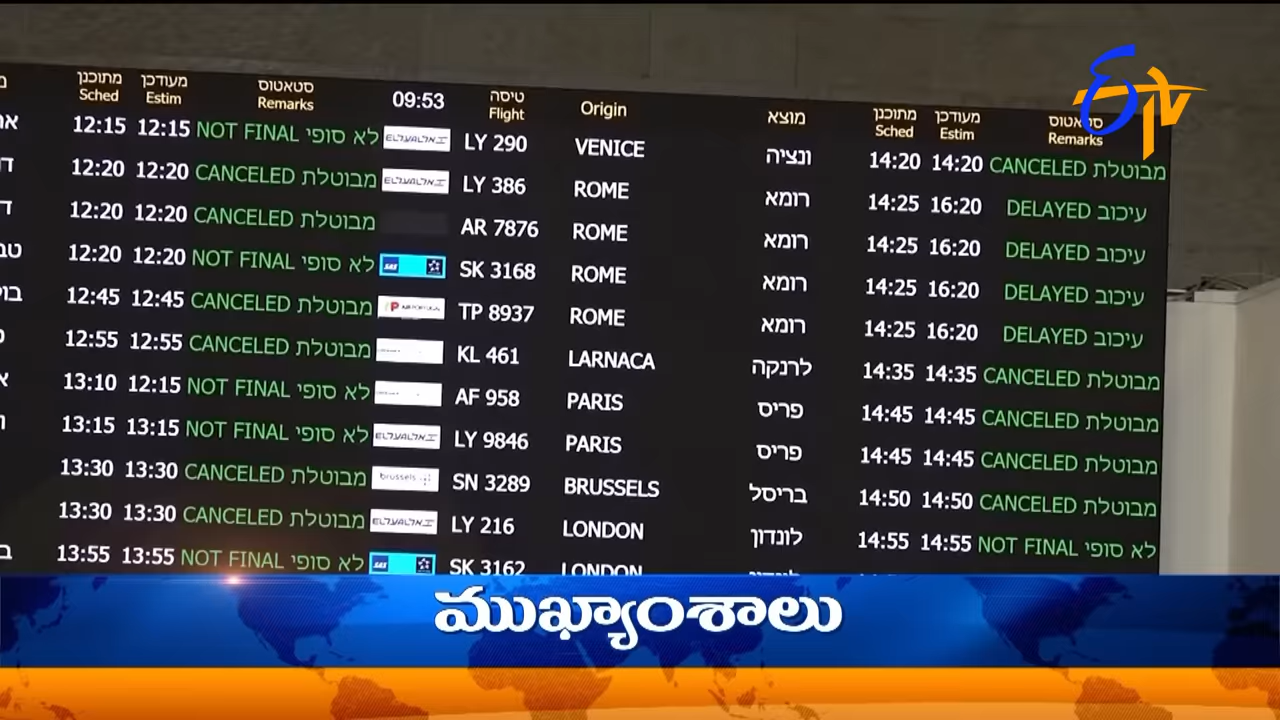 מתוכנן מעודכן סטאטוס טיסה מוצא מתוכנן מעודכן סטאטוס
Sched Estim Remarks 09:53 Flight Origin Sched Estim Remarks
12:15 12:15 NOT FINAL לא סופי ELALאלעל LY 290 VENICE ונציה 14:20 14:20 CANCELED מבוטלת
12:20 12:20 CANCELED מבוטלת ELALאלעל LY 386 ROME רומא 14:25 16:20 DELAYED עיכוב
12:20 12:20 CANCELED מבוטלת AR 7876 ROME רומא 14:25 16:20 DELAYED עיכוב
12:20 12:20 NOT FINAL לא סופי SAS SK 3168 ROME רומא 14:25 16:20 DELAYED עיכוב
12:45 12:45 CANCELED מבוטלת TP 8937 ROME רומא 14:25 16:20 DELAYED עיכוב
12:55 12:55 CANCELED מבוטלת KL 461 LARNACA לרנקה 14:35 14:35 CANCELED מבוטלת
13:10 12:15 NOT FINAL לא סופי AF 958 PARIS פריס 14:45 14:45 CANCELED מבוטלת
13:15 13:15 NOT FINAL לא סופי ELALאלעל LY 9846 PARIS פריס 14:45 14:45 CANCELED מבוטלת
13:30 13:30 CANCELED מבוטלת brussels SN 3289 BRUSSELS בריסל 14:50 14:50 CANCELED מבוטלת
13:30 13:30 CANCELED מבוטלת ELALאלעל LY 216 LONDON לונדון 14:55 14:55 NOT FINAL לא סופי
13:55 13:55 NOT FINAL לא סופי SAS SK 3162 LONDON
ETV
ముఖ్యాంశాలు